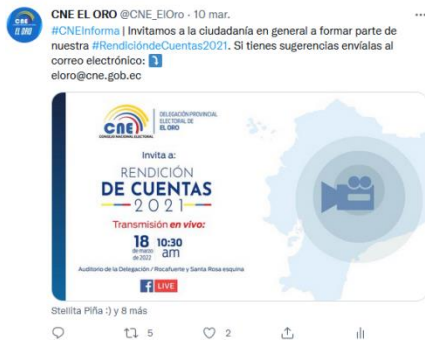 CNE EL ORO @CNE_ElOro · 10 mar.
#CNEInforma | Invitamos a la ciudadanía en general a formar parte de
nuestra #RendicióndeCuentas2021. Si tienes sugerencias envíalas al
correo electrónico: ⤵
eloro@cne.gob.ec
CNE
EL ORO
CNE
CONSEJO NACIONAL ELECTORAL
DELEGACIÓN PROVINCIAL
ELECTORAL DE
EL ORO
Invita a:
RENDICIÓN
DE CUENTAS
2021
Transmisión en vivo:
18 10:30
de marzo
de 2022
am
Auditorio de la Delegación / Rocafuerte y Santa Rosa esquina
f LIVE
Stellita Piña :) y 8 más
5
2